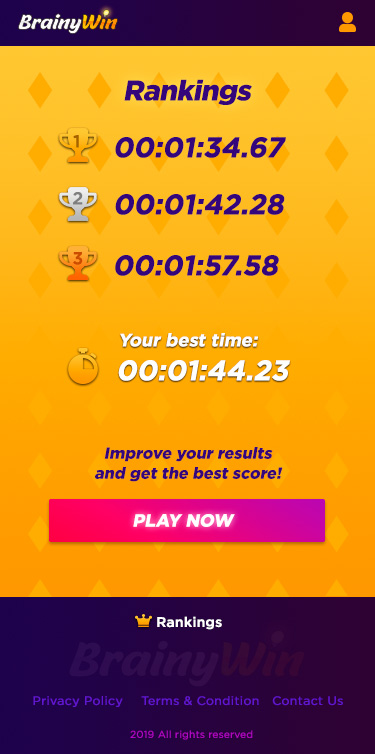 BrainyWin
Rankings
1 00:01:34.67
2 00:01:42.28
3 00:01:57.58
Your best time:
00:01:44.23
Improve your results
and get the best score!
PLAY NOW
Rankings
BrainyWin
Privacy Policy Terms & Condition Contact Us
2019 All rights reserved